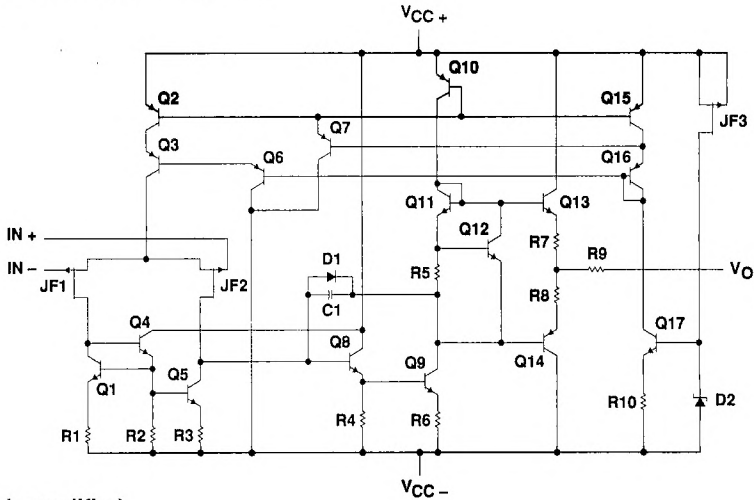 VCC +
Q10
Q2
Q15
JF3
Q7
Q3
Q6
Q16
Q11
Q13
Q12
IN +
R7
R9
D1
IN –
R5
VO
JF1
JF2
C1
R8
Q4
Q8
Q17
Q9
Q14
Q1
Q5
D2
R4
R6
R10
R1
R2
R3
VCC –